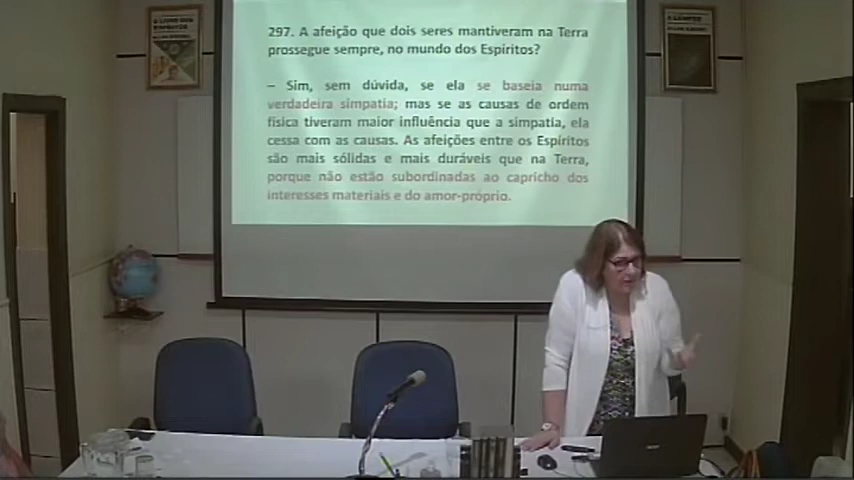 297. A afeição que dois seres mantiveram na Terra
prossegue sempre, no mundo dos Espíritos?
– Sim, sem dúvida, se ela se baseia numa
verdadeira simpatia; mas se as causas de ordem
física tiveram maior influência que a simpatia, ela
cessa com as causas. As afeições entre os Espíritos
são mais sólidas e mais duráveis que na Terra,
porque não estão subordinadas ao capricho dos
interesses materiais e do amor-próprio.